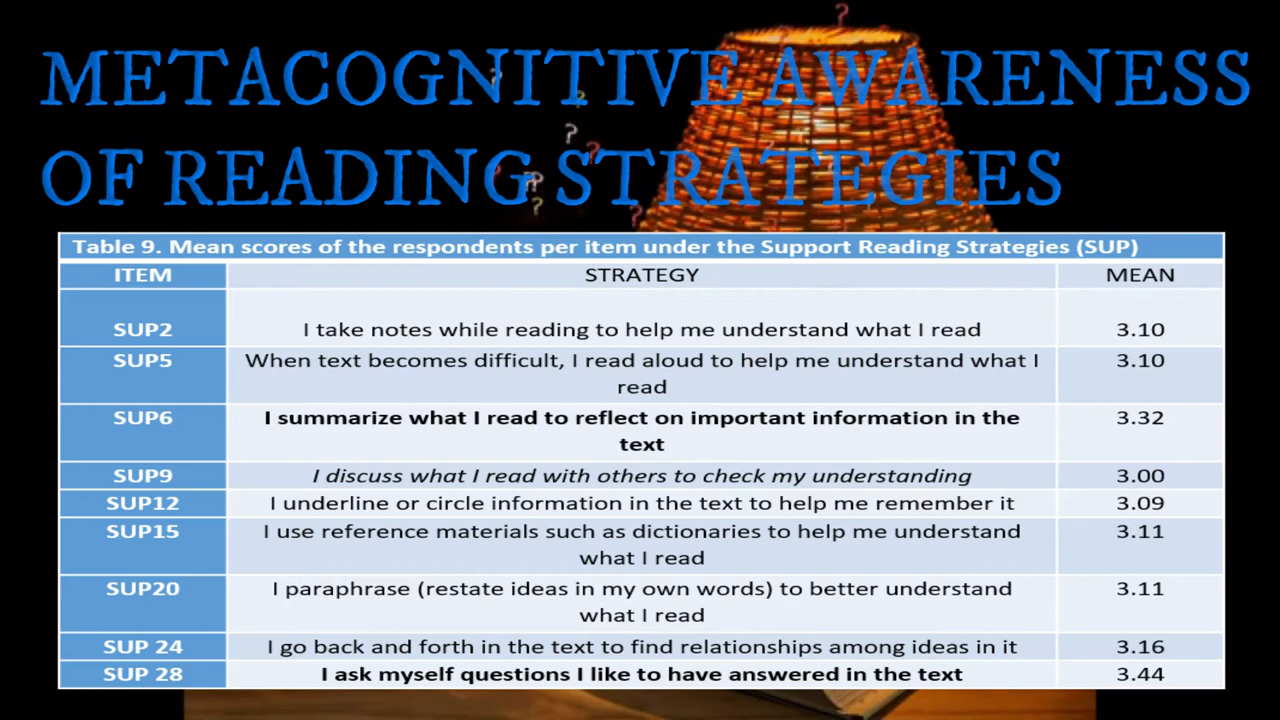 METACOGNITIVE AWARENESS
OF READING STRATEGIES
Table 9. Mean scores of the respondents per item under the Support Reading Strategies (SUP)
ITEM STRATEGY MEAN
SUP2 I take notes while reading to help me understand what I read 3.10
SUP5 When text becomes difficult, I read aloud to help me understand what I 3.10
read
SUP6 I summarize what I read to reflect on important information in the 3.32
text
SUP9 I discuss what I read with others to check my understanding 3.00
SUP12 I underline or circle information in the text to help me remember it 3.09
SUP15 I use reference materials such as dictionaries to help me understand 3.11
what I read
SUP20 I paraphrase (restate ideas in my own words) to better understand 3.11
what I read
SUP 24 I go back and forth in the text to find relationships among ideas in it 3.16
SUP 28 I ask myself questions I like to have answered in the text 3.44